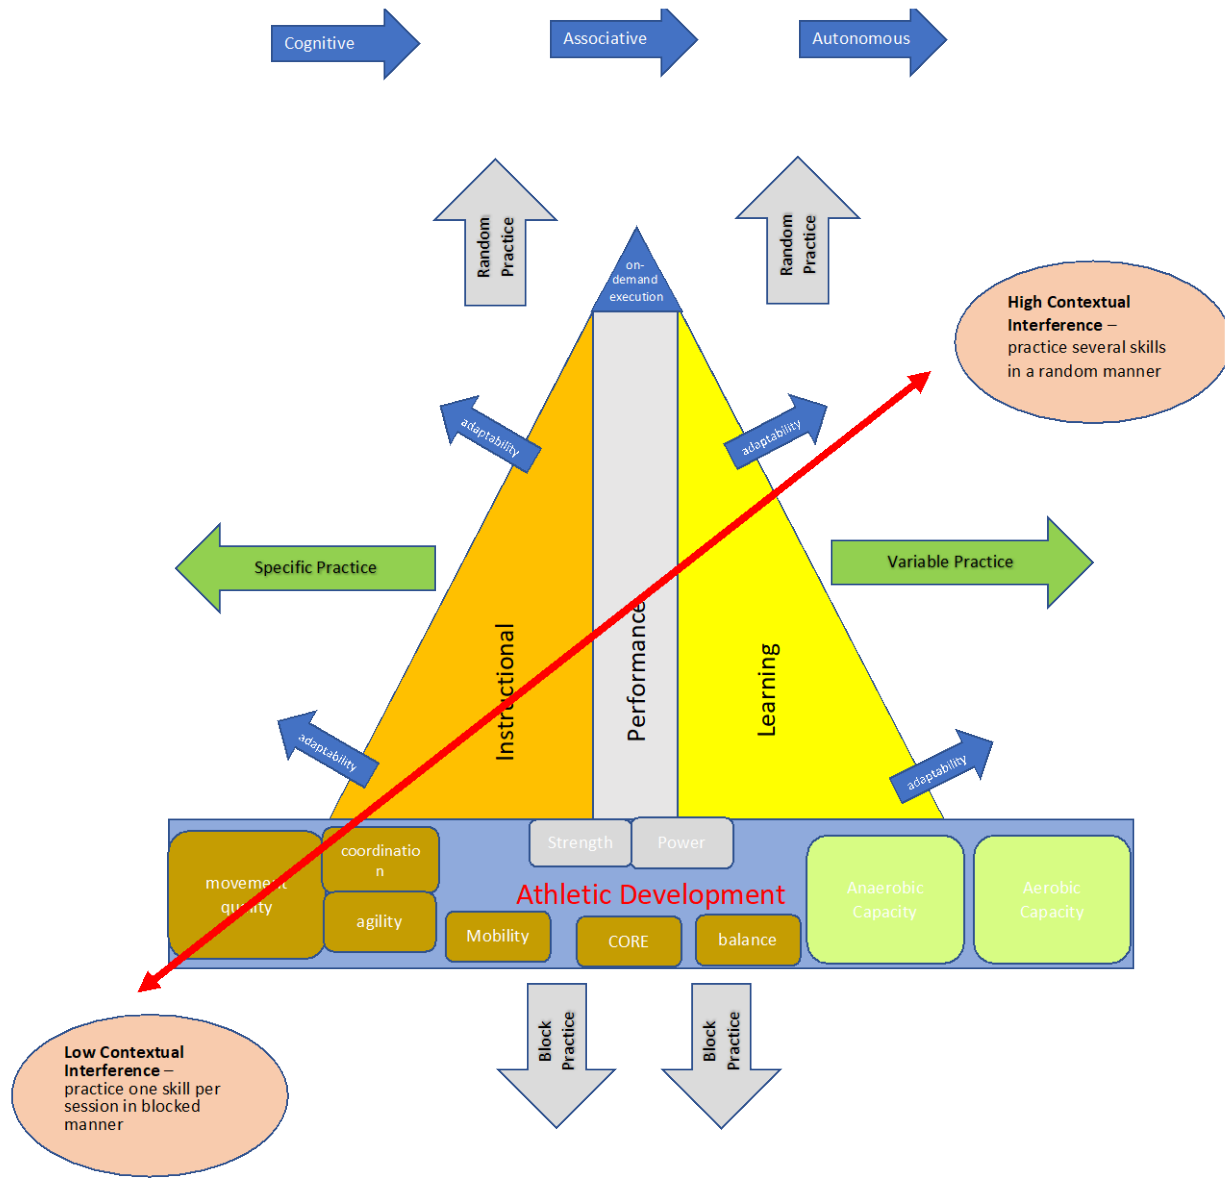 Cognitive
Associative
Autonomous
Random
Practice
Random
Practice
on-
demand
execution
High Contextual
Interference –
practice several skills
in a random manner
adaptability
adaptability
Specific Practice
Variable Practice
Instructional
Performance
Learning
adaptability
adaptability
movement
quality
coordinatio
n
agility
Strength
Power
Athletic Development
Mobility
CORE
balance
Anaerobic
Capacity
Aerobic
Capacity
Block
Practice
Block
Practice
Low Contextual
Interference –
practice one skill per
session in blocked
manner